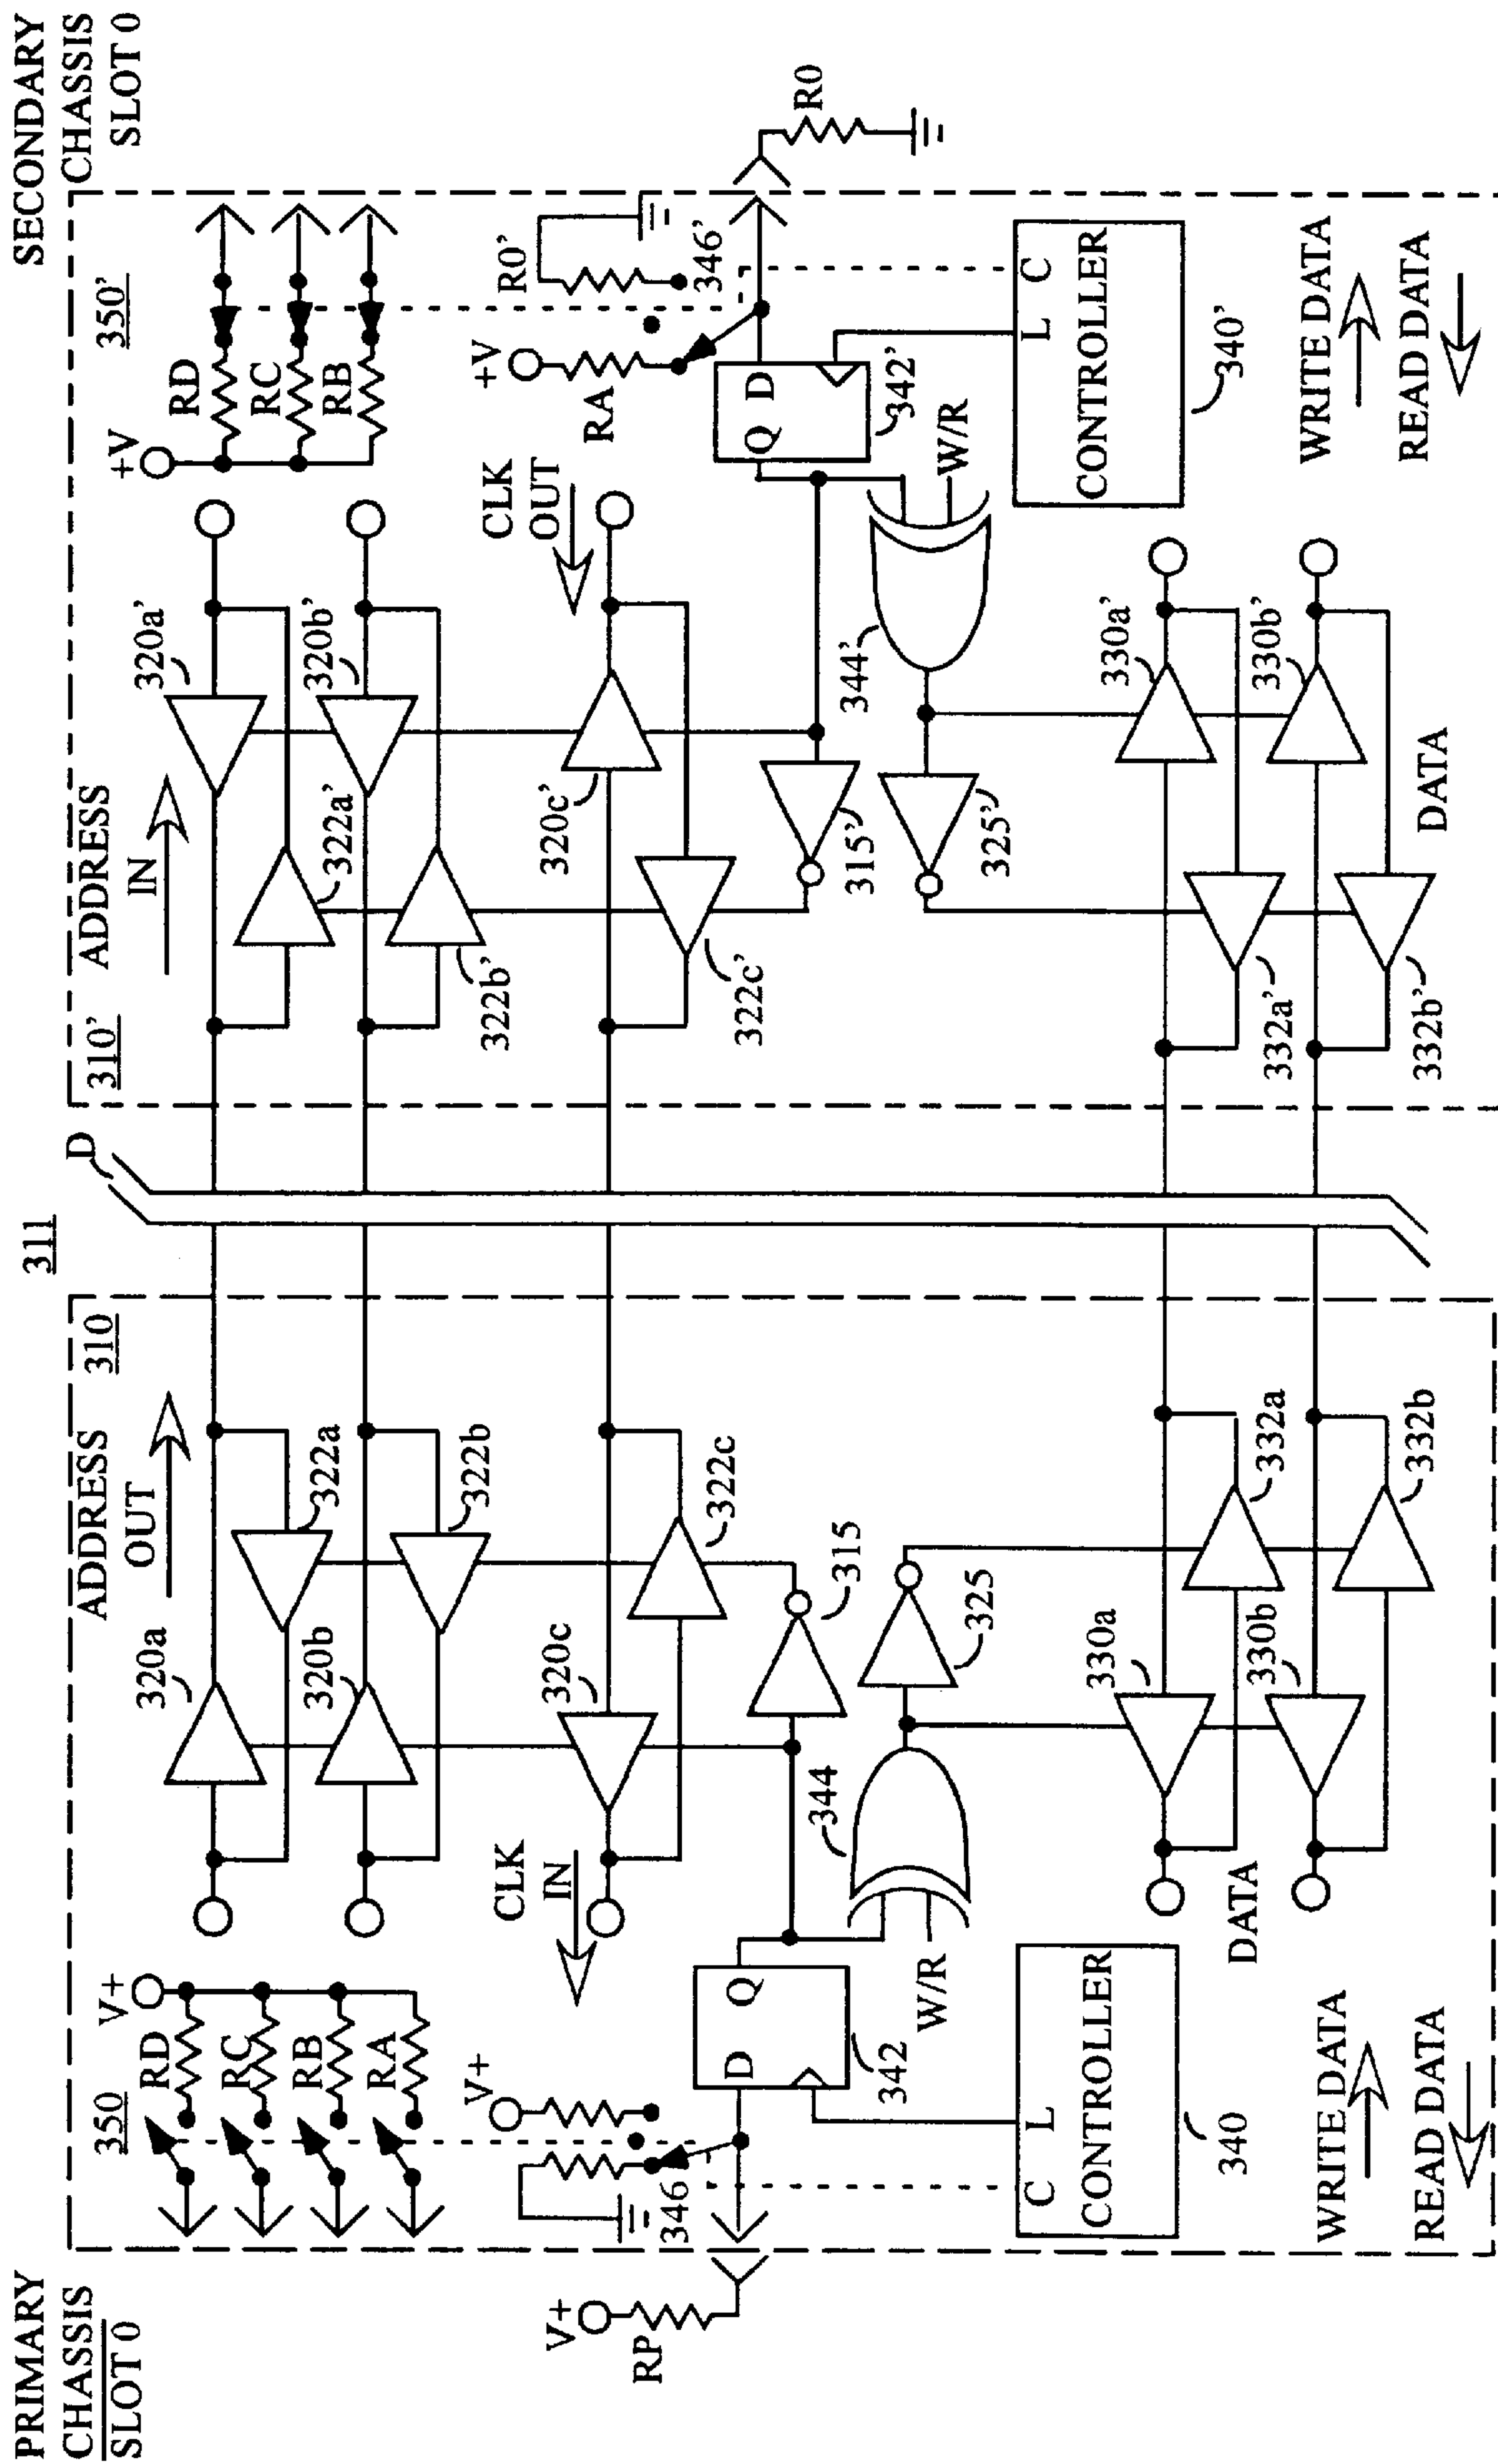 PRIMARY
CHASSIS
SLOT 0
311
D
SECONDARY
CHASSIS
SLOT 0
310
ADDRESS
OUT
350
V+
RD
RC
RB
RA
320a
322a
320b
322b
CLK
IN
320c
322c
V+
346
V+
RP
D
Q
342
W/R
344
315
325
C
L
CONTROLLER
340
330a
332a
330b
332b
DATA
WRITE DATA
READ DATA
310'
ADDRESS
IN
350'
+V
RD
RC
RB
320a'
322a'
320b'
322b'
CLK
OUT
320c'
322c'
+V
RA
R0'
346'
R0
Q
D
342'
W/R
344'
315'
325'
L
C
CONTROLLER
340'
330a'
332a'
330b'
332b'
DATA
WRITE DATA
READ DATA